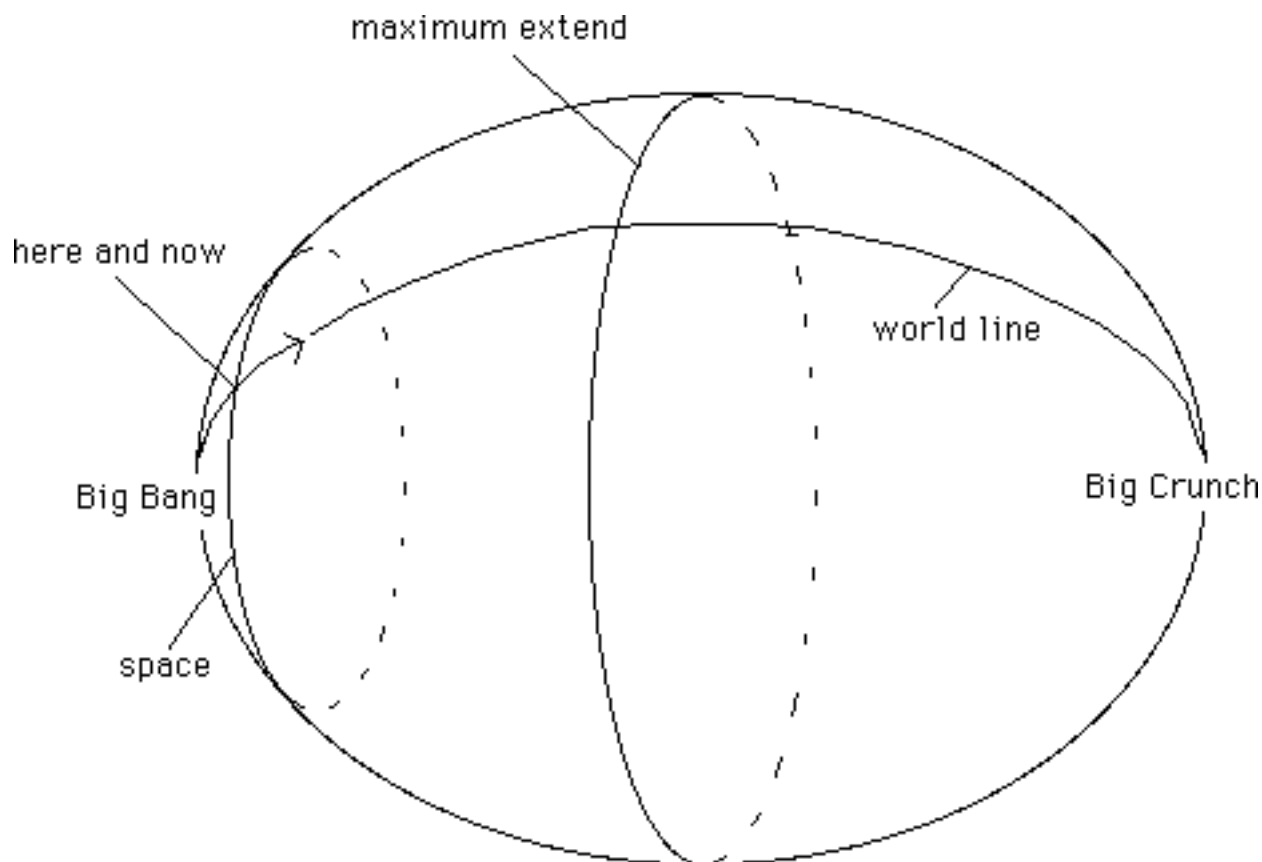 maximum extend
here and now
world line
Big Bang
Big Crunch
space